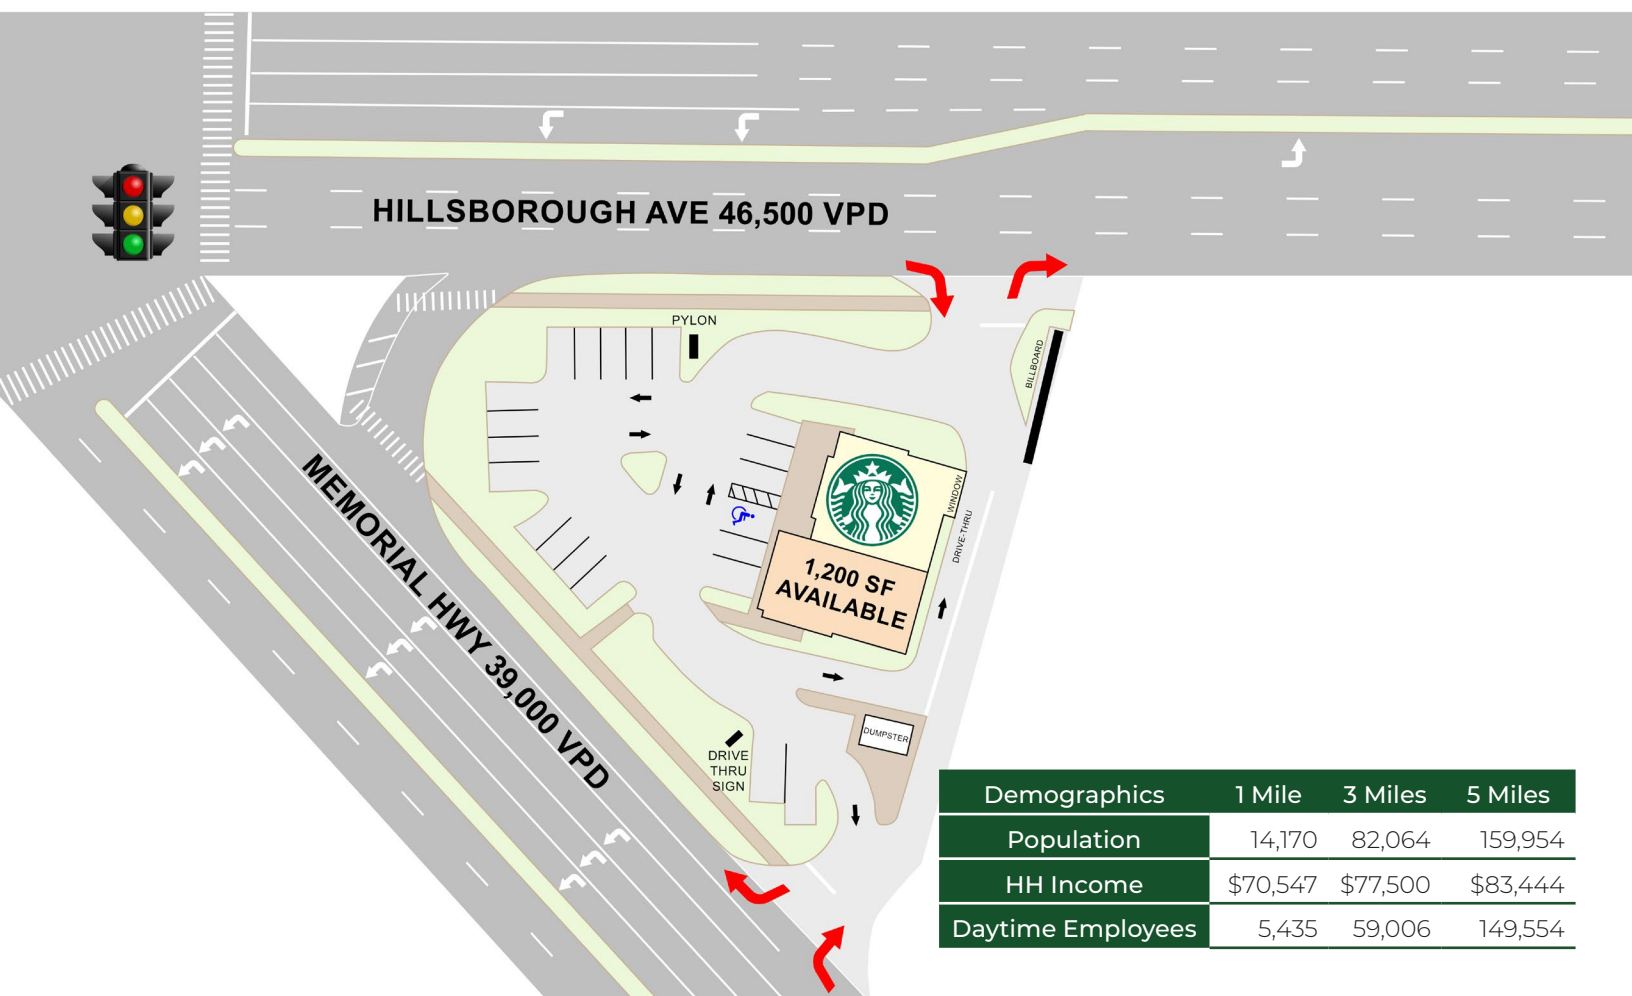 HILLSBOROUGH AVE 46,500 VPD
PYLON
BILLBOARD
MEMORIAL HWY 39,000 VPD
WINDOW
DRIVE-THRU
1,200 SF
AVAILABLE
DUMPSTER
DRIVE
THRU
SIGN
Demographics 1 Mile 3 Miles 5 Miles
Population 14,170 82,064 159,954
HH Income $70,547 $77,500 $83,444
Daytime Employees 5,435 59,006 149,554